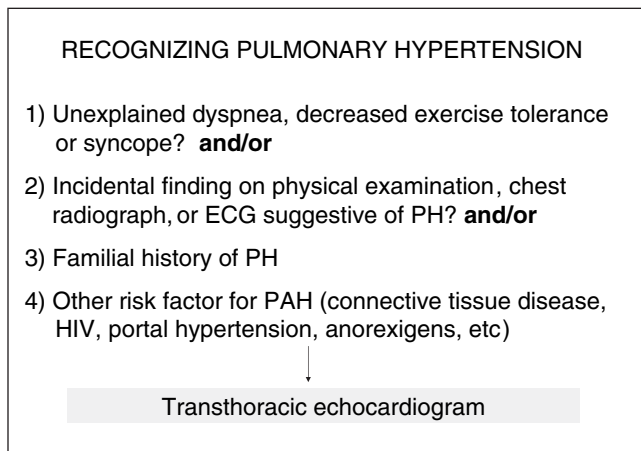 RECOGNIZING PULMONARY HYPERTENSION
1) Unexplained dyspnea, decreased exercise tolerance
or syncope? and/or
2) Incidental finding on physical examination, chest
radiograph, or ECG suggestive of PH? and/or
3) Familial history of PH
4) Other risk factor for PAH (connective tissue disease,
HIV, portal hypertension, anorexigens, etc)
Transthoracic echocardiogram